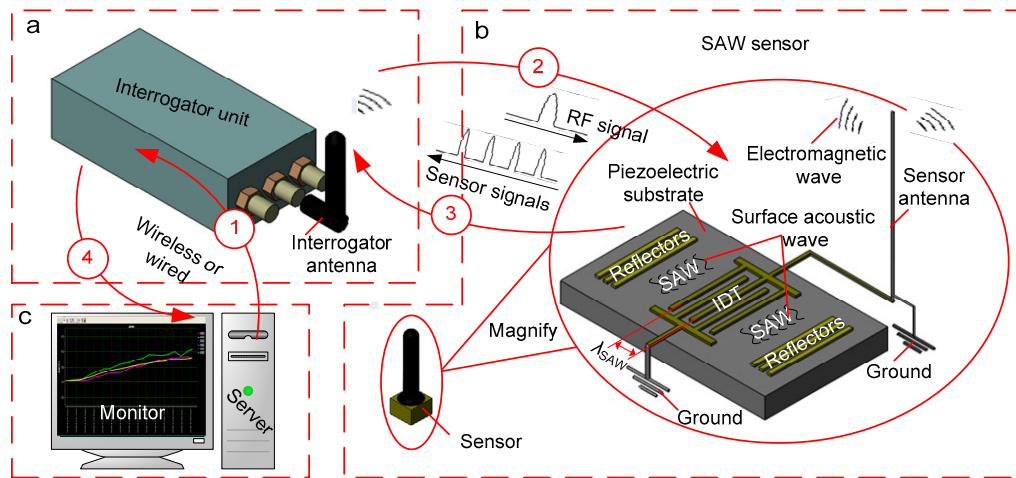 a
Interrogator unit
Interrogator
antenna
1
Wireless or
wired
4
2
3
RF signal
Sensor signals
b
SAW sensor
Electromagnetic
wave
Sensor
antenna
Piezoelectric
substrate
Surface acoustic
wave
Reflectors
SAW
IDT
SAW
Reflectors
λSAW
Ground
Ground
Magnify
Sensor
c
Monitor
Server